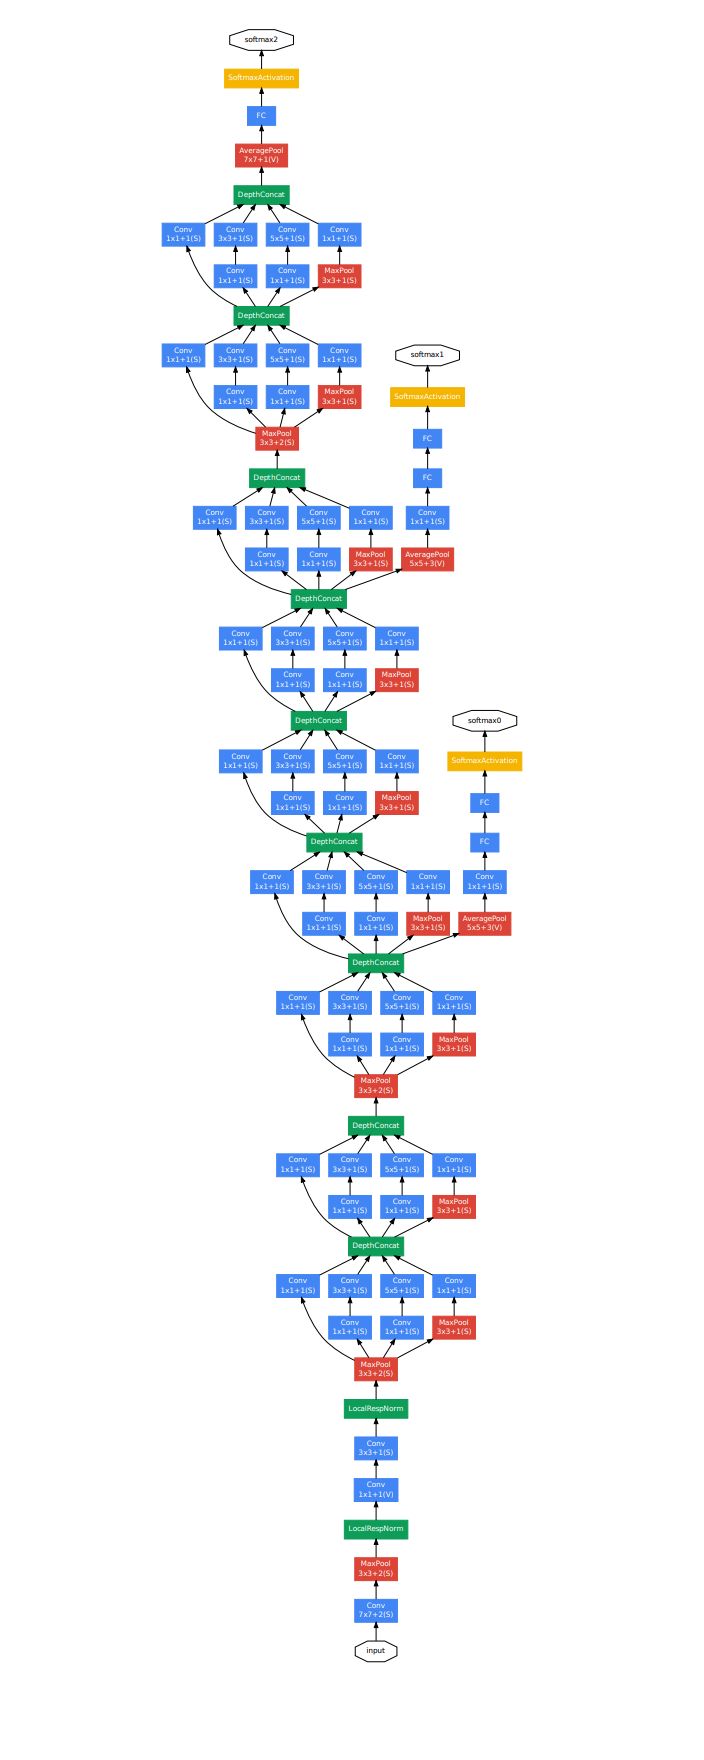 softmax2
SoftmaxActivation
FC
AveragePool
7x7+1(V)
DepthConcat
Conv
1x1+1(S)
Conv
3x3+1(S)
Conv
5x5+1(S)
Conv
1x1+1(S)
Conv
1x1+1(S)
Conv
1x1+1(S)
MaxPool
3x3+1(S)
DepthConcat
Conv
1x1+1(S)
Conv
3x3+1(S)
Conv
5x5+1(S)
Conv
1x1+1(S)
softmax1
Conv
1x1+1(S)
Conv
1x1+1(S)
MaxPool
3x3+1(S)
SoftmaxActivation
MaxPool
3x3+2(S)
FC
DepthConcat
FC
Conv
1x1+1(S)
Conv
3x3+1(S)
Conv
5x5+1(S)
Conv
1x1+1(S)
Conv
1x1+1(S)
Conv
1x1+1(S)
Conv
1x1+1(S)
MaxPool
3x3+1(S)
AveragePool
5x5+3(V)
DepthConcat
Conv
1x1+1(S)
Conv
3x3+1(S)
Conv
5x5+1(S)
Conv
1x1+1(S)
Conv
1x1+1(S)
Conv
1x1+1(S)
MaxPool
3x3+1(S)
DepthConcat
softmax0
Conv
1x1+1(S)
Conv
3x3+1(S)
Conv
5x5+1(S)
Conv
1x1+1(S)
SoftmaxActivation
Conv
1x1+1(S)
Conv
1x1+1(S)
MaxPool
3x3+1(S)
FC
DepthConcat
FC
Conv
1x1+1(S)
Conv
3x3+1(S)
Conv
5x5+1(S)
Conv
1x1+1(S)
Conv
1x1+1(S)
Conv
1x1+1(S)
Conv
1x1+1(S)
MaxPool
3x3+1(S)
AveragePool
5x5+3(V)
DepthConcat
Conv
1x1+1(S)
Conv
3x3+1(S)
Conv
5x5+1(S)
Conv
1x1+1(S)
Conv
1x1+1(S)
Conv
1x1+1(S)
MaxPool
3x3+1(S)
MaxPool
3x3+2(S)
DepthConcat
Conv
1x1+1(S)
Conv
3x3+1(S)
Conv
5x5+1(S)
Conv
1x1+1(S)
Conv
1x1+1(S)
Conv
1x1+1(S)
MaxPool
3x3+1(S)
DepthConcat
Conv
1x1+1(S)
Conv
3x3+1(S)
Conv
5x5+1(S)
Conv
1x1+1(S)
Conv
1x1+1(S)
Conv
1x1+1(S)
MaxPool
3x3+1(S)
MaxPool
3x3+2(S)
LocalRespNorm
Conv
3x3+1(S)
Conv
1x1+1(V)
LocalRespNorm
MaxPool
3x3+2(S)
Conv
7x7+2(S)
input